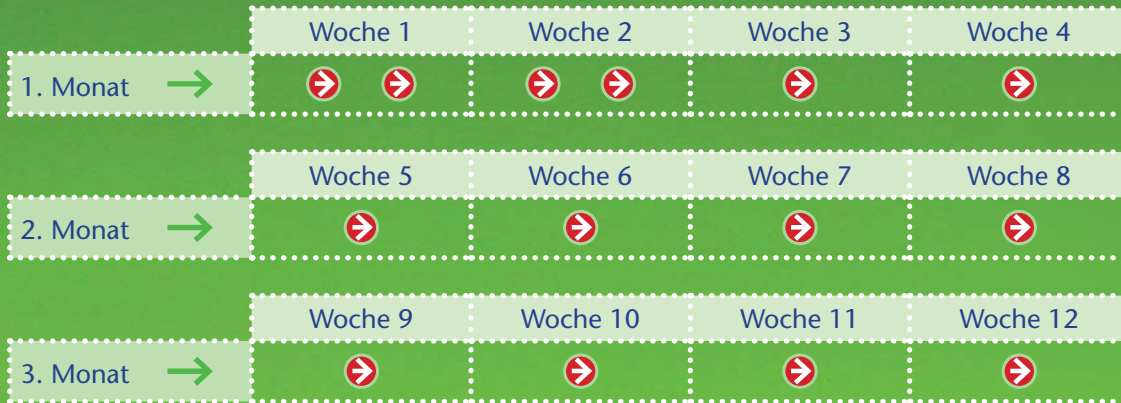 Woche 1 Woche 2 Woche 3 Woche 4
1. Monat
Woche 5 Woche 6 Woche 7 Woche 8
2. Monat
Woche 9 Woche 10 Woche 11 Woche 12
3. Monat